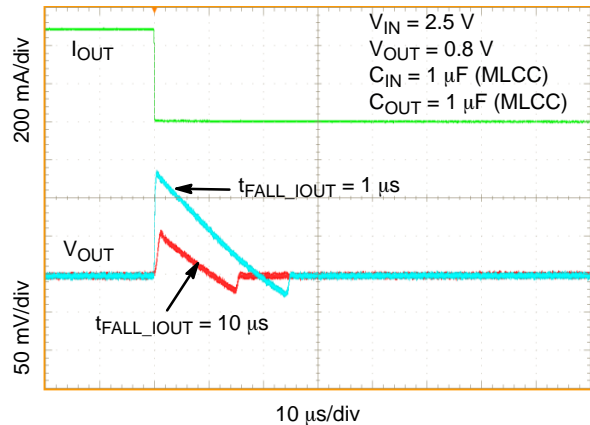 200 mA/div
I_OUT
V_IN = 2.5 V
V_OUT = 0.8 V
C_IN = 1 μF (MLCC)
C_OUT = 1 μF (MLCC)
t_FALL_IOUT = 1 μs
V_OUT
50 mV/div
t_FALL_IOUT = 10 μs
10 μs/div